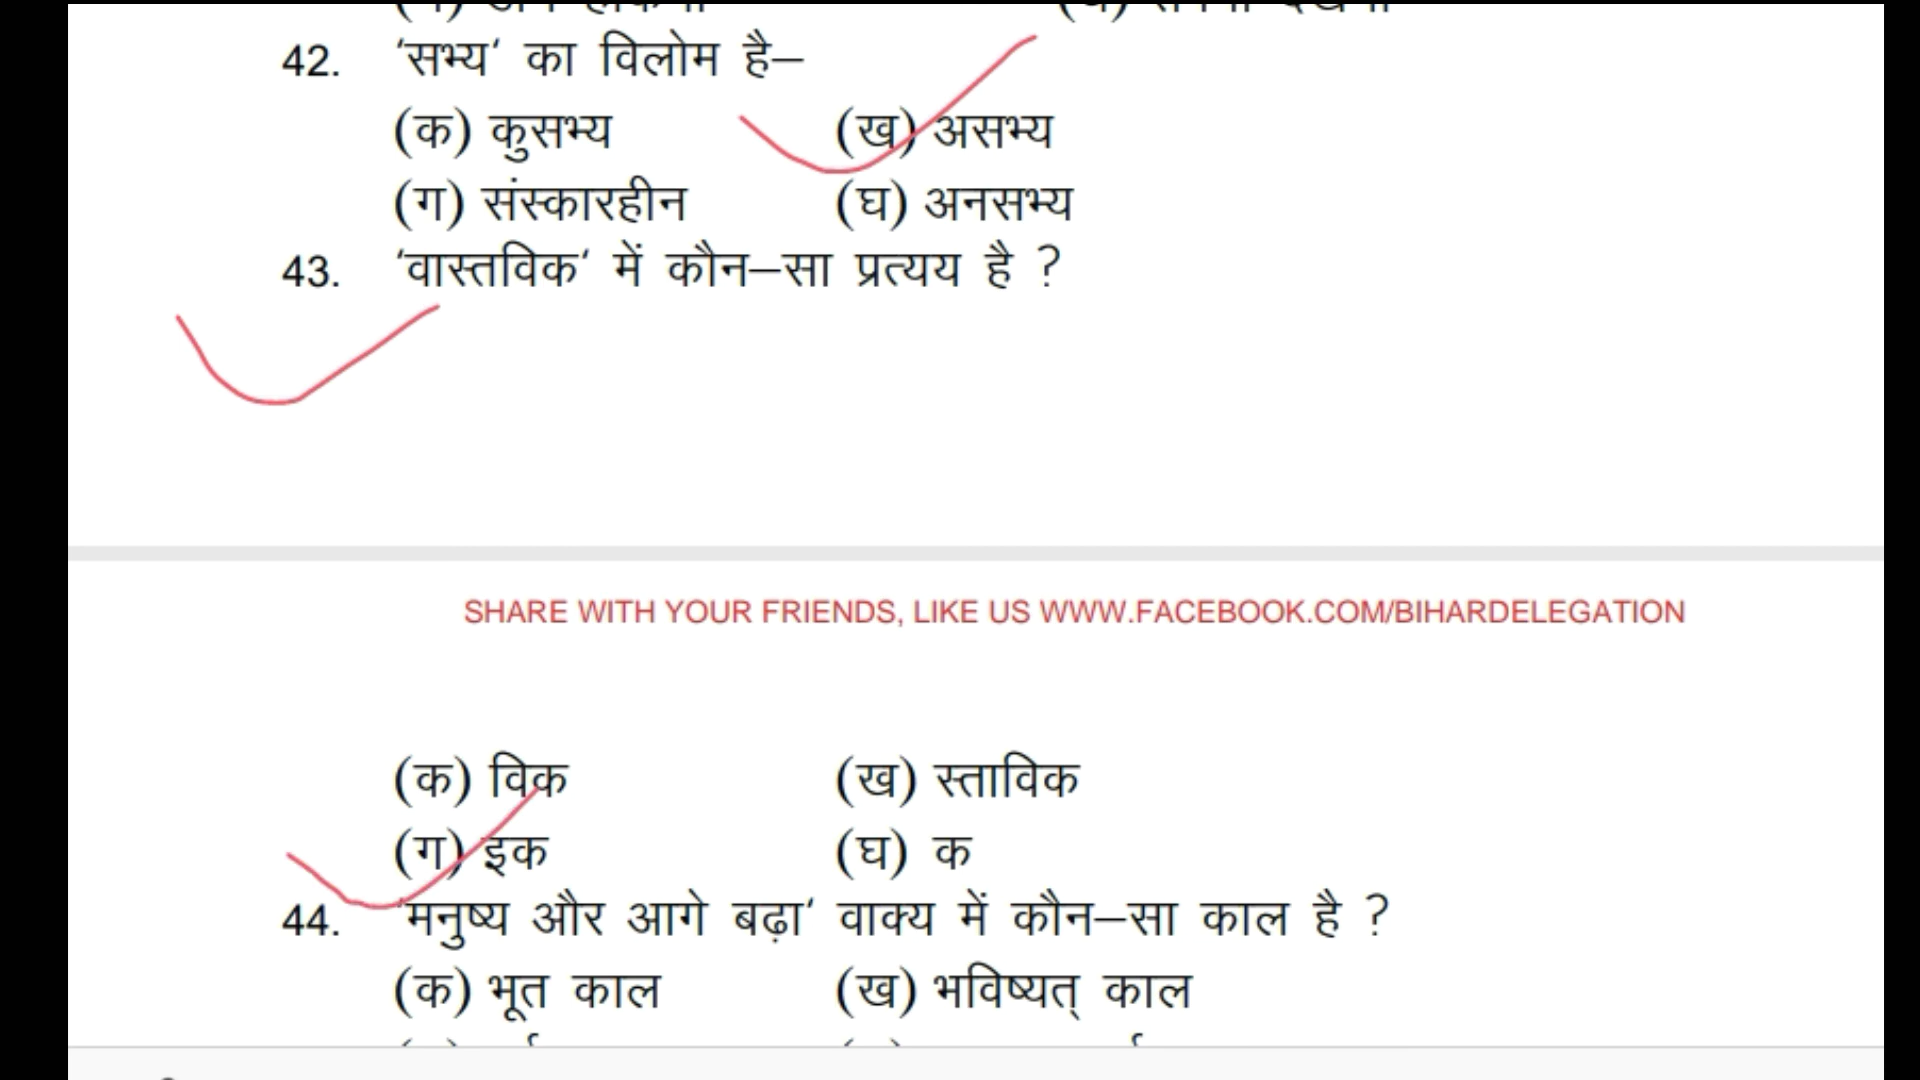 42. ‘सभ्य‘ का विलोम है–
(क) कुसभ्य (ख) असभ्य
(ग) संस्कारहीन (घ) अनसभ्य
43. ‘वास्तविक‘ में कौन–सा प्रत्यय है ?
SHARE WITH YOUR FRIENDS, LIKE US WWW.FACEBOOK.COM/BIHARDELEGATION
(क) विक (ख) स्ताविक
(ग) इक (घ) क
44. ‘मनुष्य और आगे बढ़ा‘ वाक्य में कौन–सा काल है ?
(क) भूत काल (ख) भविष्यत् काल